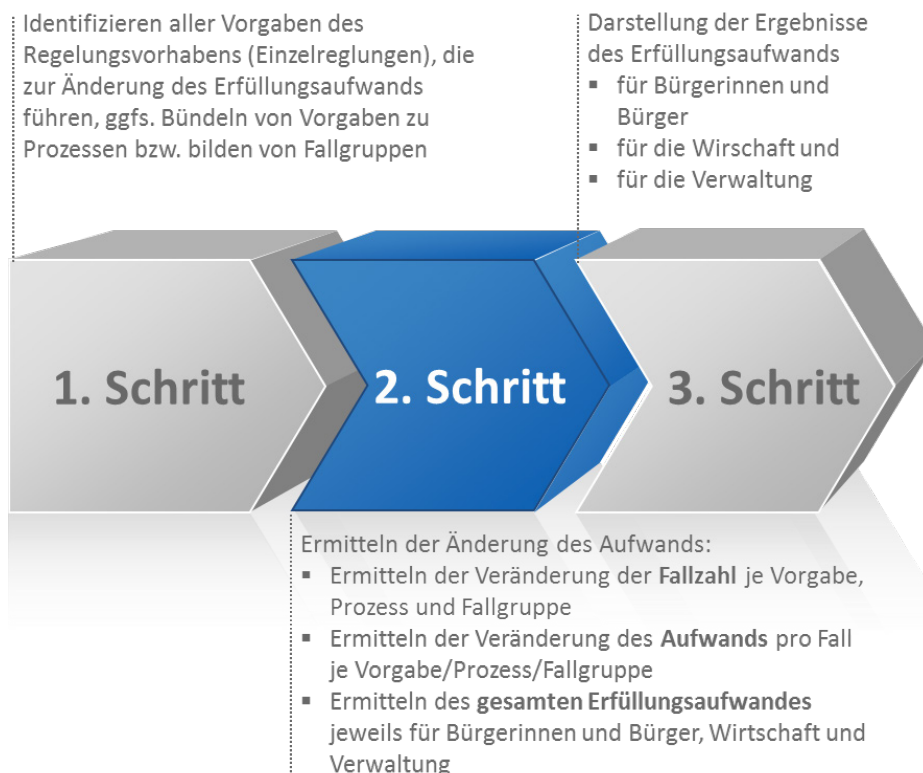 Identifizieren aller Vorgaben des
Regelungsvorhabens (Einzelreglungen), die
zur Änderung des Erfüllungsaufwands
führen, ggfs. Bündeln von Vorgaben zu
Prozessen bzw. bilden von Fallgruppen
Darstellung der Ergebnisse
des Erfüllungsaufwands
▪ für Bürgerinnen und
Bürger
▪ für die Wirschaft und
▪ für die Verwaltung
1. Schritt
2. Schritt
3. Schritt
Ermitteln der Änderung des Aufwands:
▪ Ermitteln der Veränderung der Fallzahl je Vorgabe,
Prozess und Fallgruppe
▪ Ermitteln der Veränderung des Aufwands pro Fall
je Vorgabe/Prozess/Fallgruppe
▪ Ermitteln des gesamten Erfüllungsaufwandes
jeweils für Bürgerinnen und Bürger, Wirtschaft und
Verwaltung